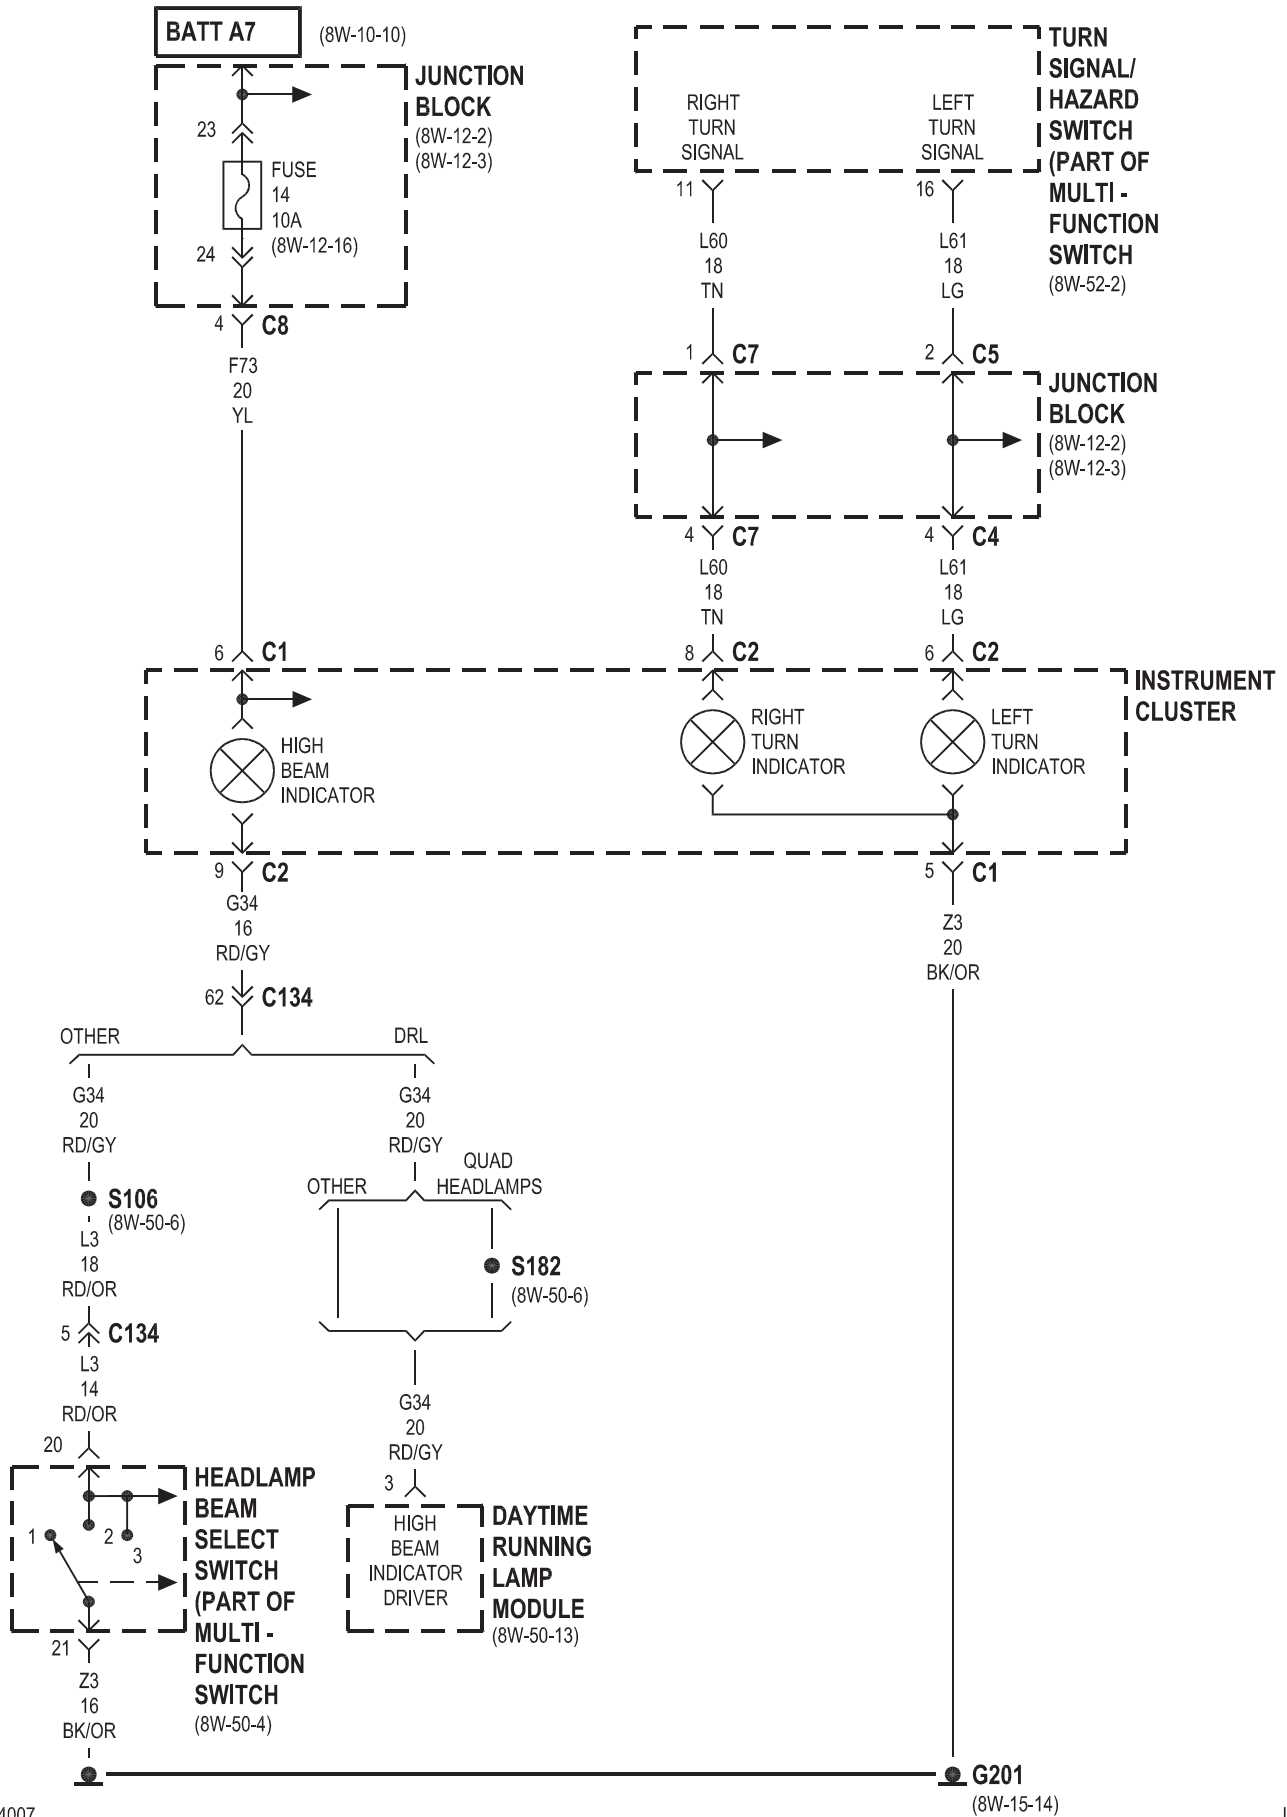 BATT A7
(8W-10-10)
JUNCTION
BLOCK
(8W-12-2)
(8W-12-3)
23
FUSE
14
10A
(8W-12-16)
24
4
C8
F73
20
YL
TURN
SIGNAL/
HAZARD
SWITCH
(PART OF
MULTI -
FUNCTION
SWITCH
(8W-52-2)
RIGHT
TURN
SIGNAL
LEFT
TURN
SIGNAL
11
16
L60
18
TN
L61
18
LG
1
C7
2
C5
JUNCTION
BLOCK
(8W-12-2)
(8W-12-3)
4
C7
4
C4
L60
18
TN
L61
18
LG
6
C1
8
C2
6
C2
INSTRUMENT
CLUSTER
HIGH
BEAM
INDICATOR
RIGHT
TURN
INDICATOR
LEFT
TURN
INDICATOR
9
C2
5
C1
G34
16
RD/GY
Z3
20
BK/OR
62
C134
OTHER
DRL
G34
20
RD/GY
G34
20
RD/GY
S106
(8W-50-6)
OTHER
QUAD
HEADLAMPS
L3
18
RD/OR
S182
(8W-50-6)
5
C134
L3
14
RD/OR
G34
20
RD/GY
20
3
HEADLAMP
BEAM
SELECT
SWITCH
(PART OF
MULTI -
FUNCTION
SWITCH
(8W-50-4)
1
2
3
HIGH
BEAM
INDICATOR
DRIVER
DAYTIME
RUNNING
LAMP
MODULE
(8W-50-13)
21
Z3
16
BK/OR
G201
(8W-15-14)